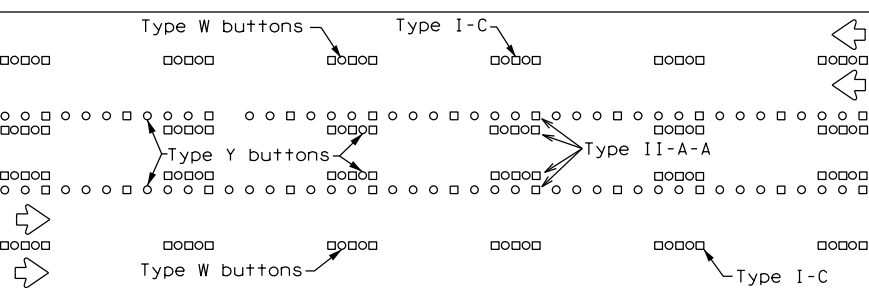 Type W buttons
Type I-C
Type Y buttons
Type II-A-A
Type W buttons
Type I-C